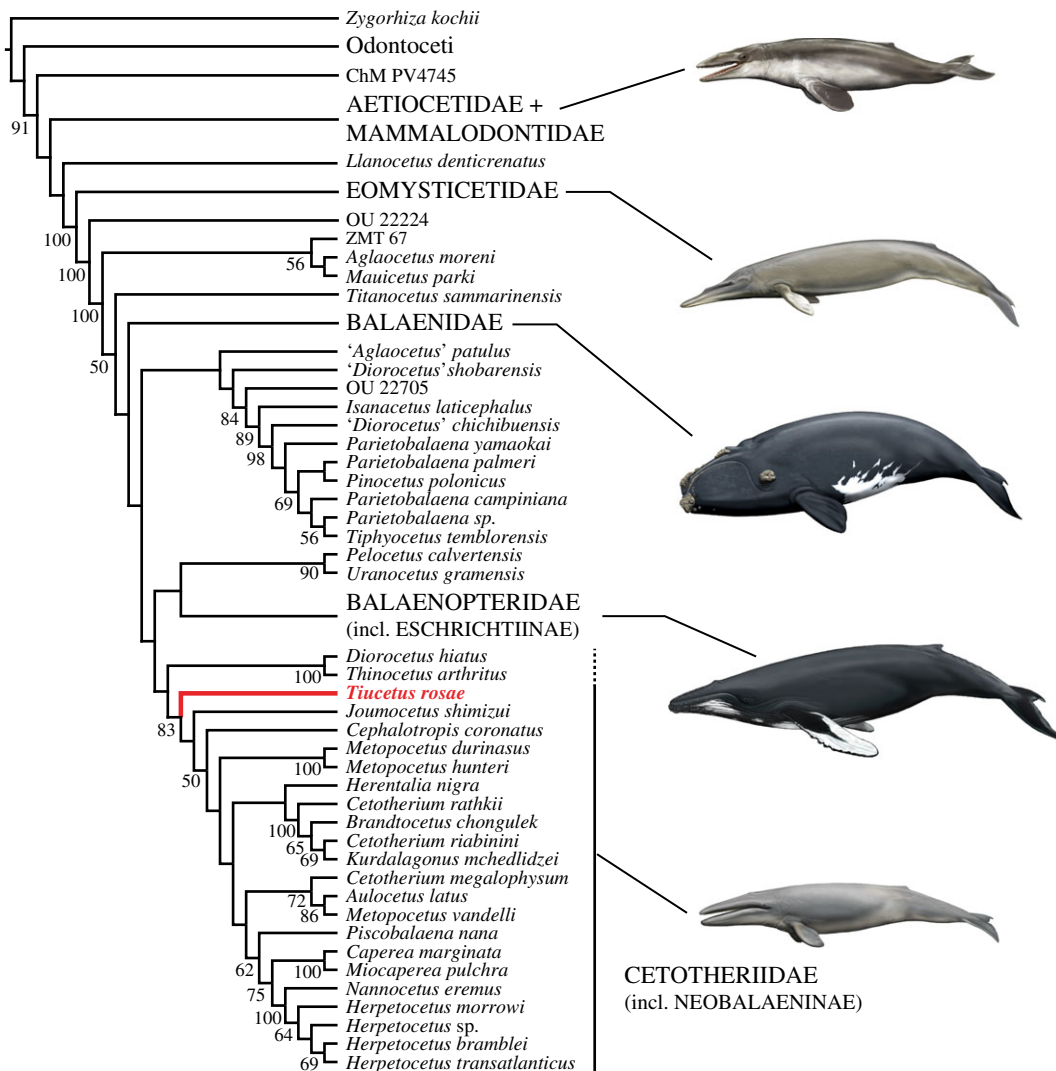 Zygorhiza kochii
Odontoceti
ChM PV4745
AETIOCETIDAE +
MAMMALODONTIDAE
91
Llanocetus denticrenatus
EOMYSTICETIDAE
OU 22224
100
ZMT 67
Aglaocetus moreni
56
100
Mauicetus parki
Titanocetus sammarinensis
100
BALAENIDAE
'Aglaocetus' patulus
50
'Diorocetus' shobarensis
OU 22705
Isanacetus laticephalus
84
'Diorocetus' chichibuensis
89
Parietobalaena yamaokai
98
Parietobalaena palmeri
Pinocetus polonicus
Parietobalaena campiniana
69
Parietobalaena sp.
Tiphyocetus temblorensis
56
Pelocetus calvertensis
Uranocetus gramensis
90
BALAENOPTERIDAE
(incl. ESCHRICHTIINAE)
Diorocetus hiatus
Thinocetus arthritus
100
Tiucetus rosae
Joumocetus shimizui
83
Cephalotropis coronatus
Metopocetus durinasus
Metopocetus hunteri
100
50
Herentalia nigra
Cetotherium rathkii
Brandtocetus chongulek
100
Cetotherium riabinini
65
Kurdalagonus mchedlidzei
69
Cetotherium megalophysum
Aulocetus latus
72
Metopocetus vandelli
86
Piscobalaena nana
Caperea marginata
62
Miocaperea pulchra
100
Nannocetus eremus
75
Herpetocetus morrowi
100
Herpetocetus sp.
64
Herpetocetus bramblei
Herpetocetus transatlanticus
69
CETOTHERIIDAE
(incl. NEOBALAENINAE)